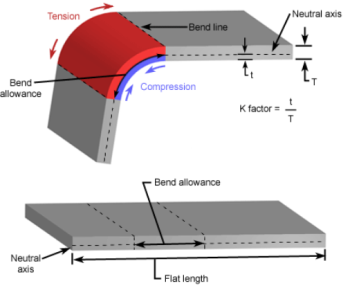 Tension
Bend line
Neutral axis
Bend
allowance
t
T
Compression
K factor = t
T
Bend allowance
Neutral
axis
Flat length